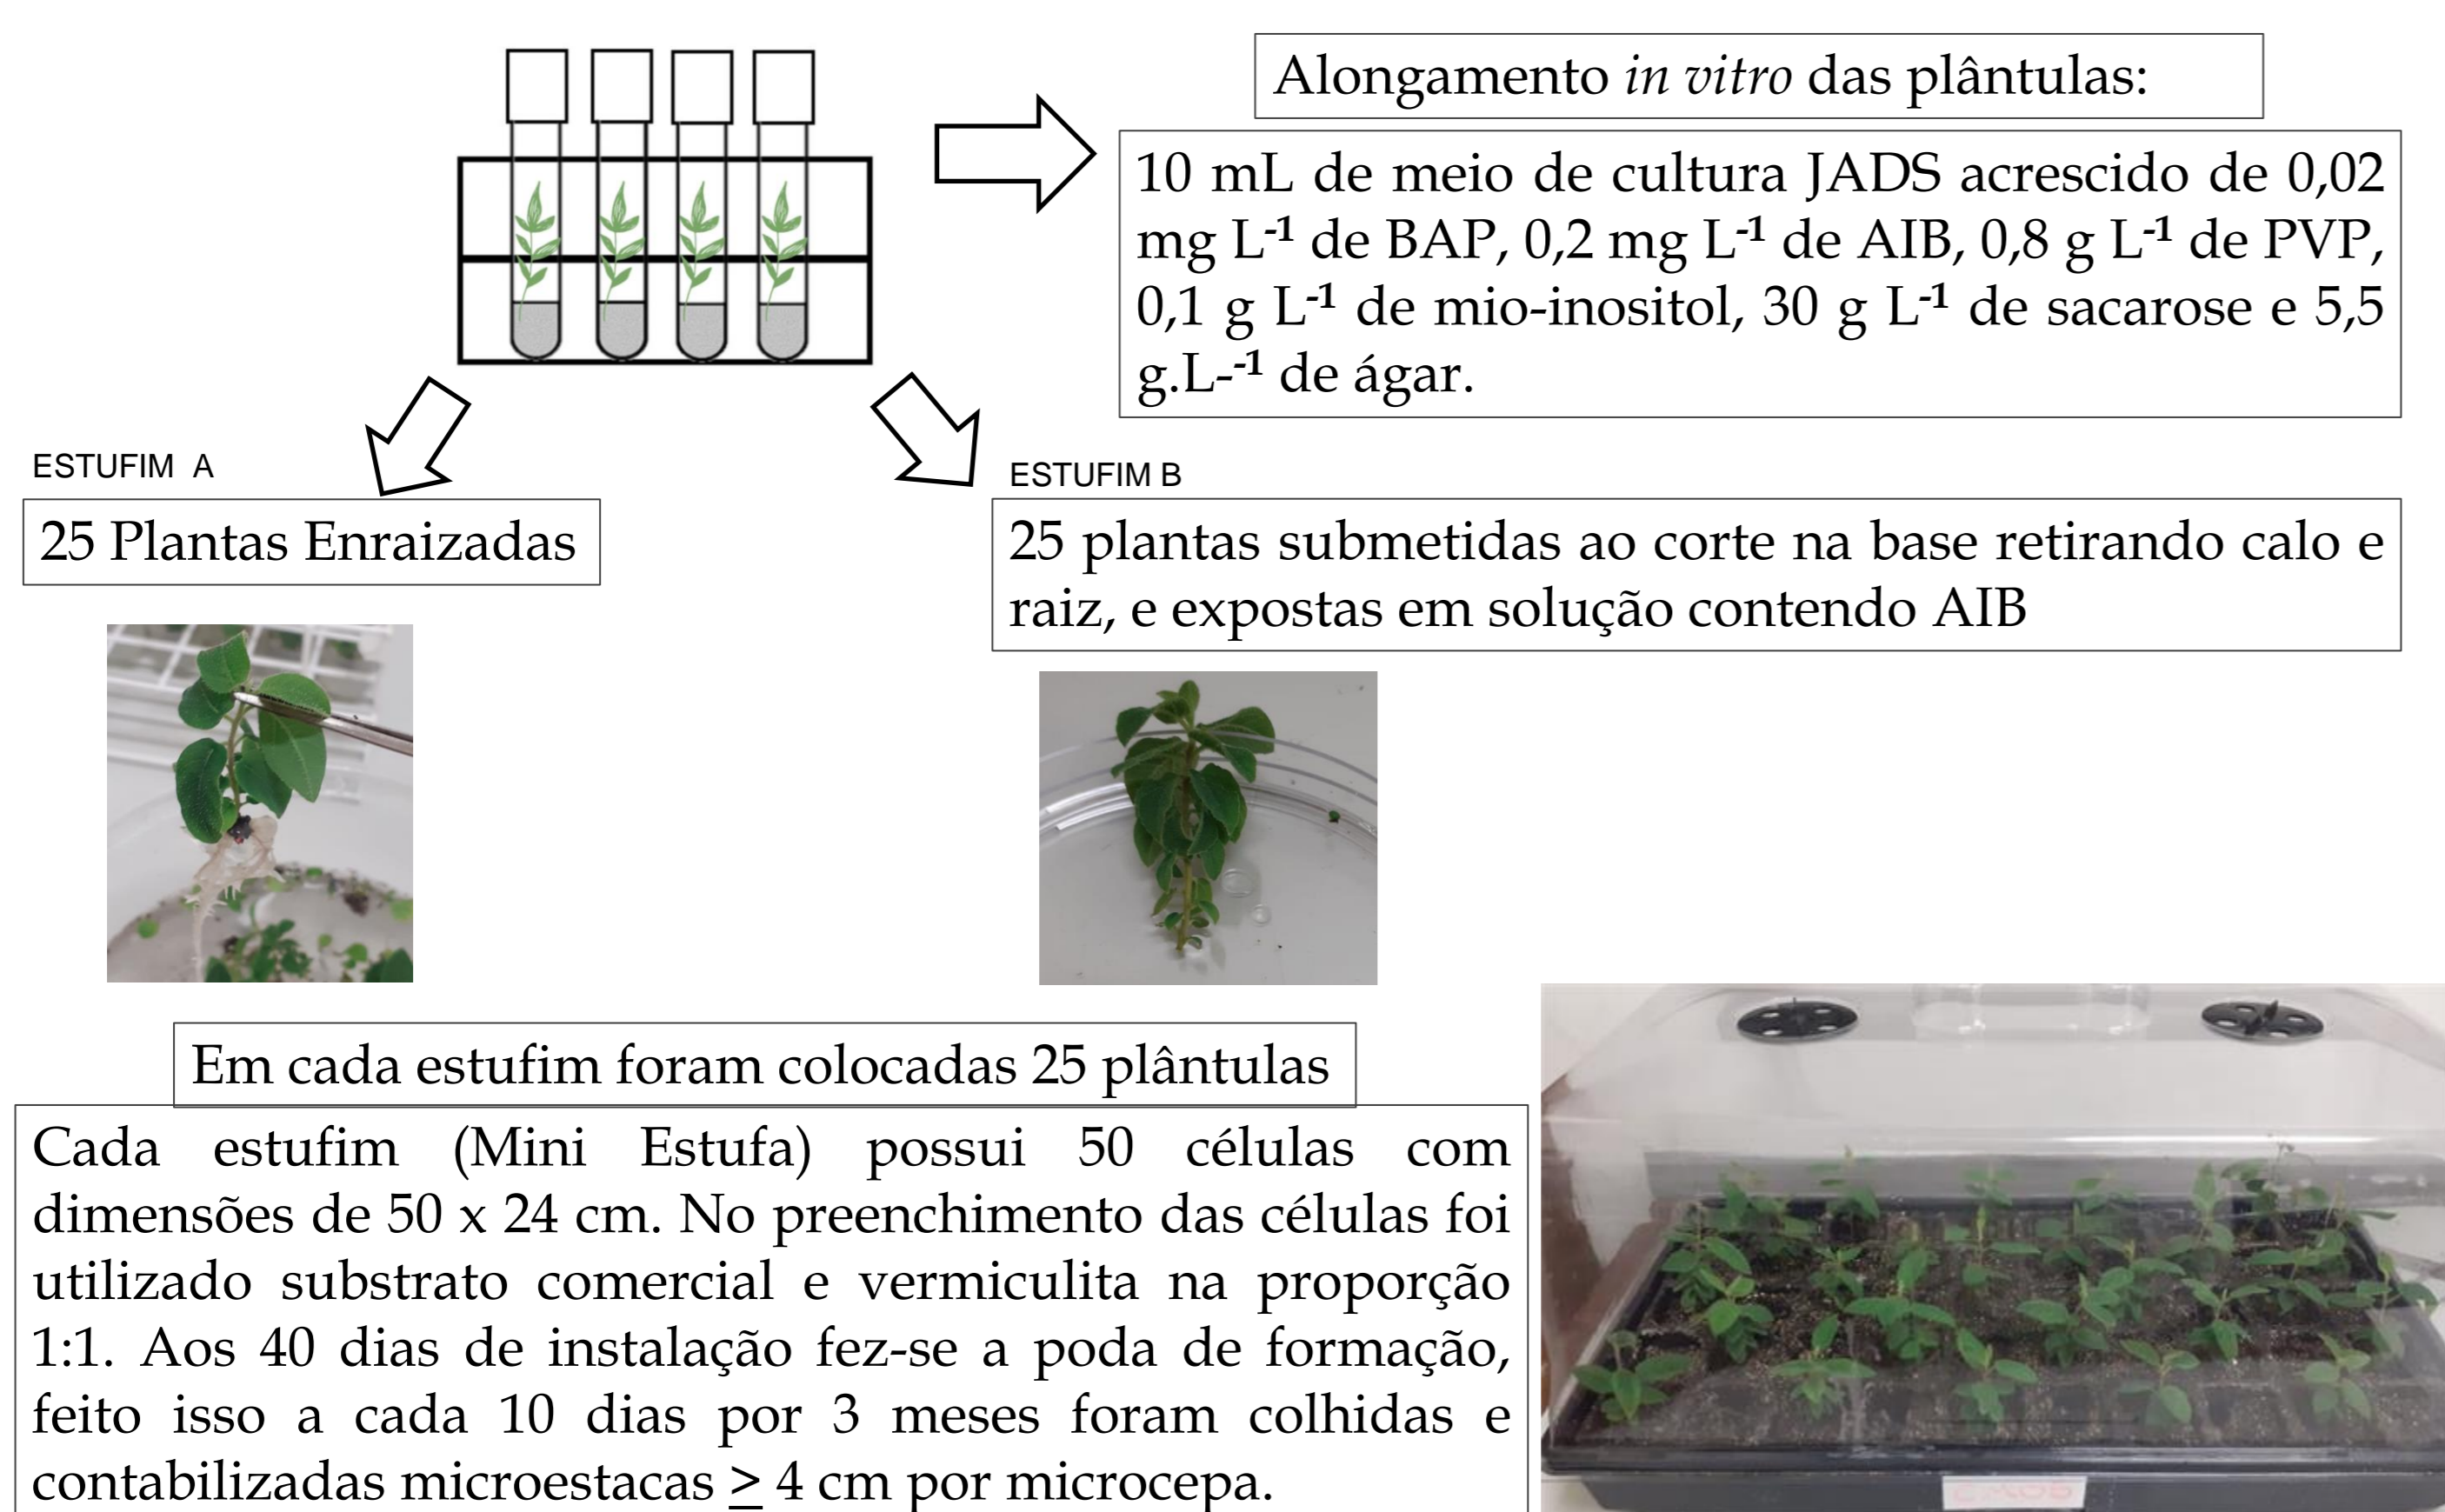 Alongamento in vitro das plântulas:
10 mL de meio de cultura JADS acrescido de 0,02
mg L⁻¹ de BAP, 0,2 mg L⁻¹ de AIB, 0,8 g L⁻¹ de PVP,
0,1 g L⁻¹ de mio-inositol, 30 g L⁻¹ de sacarose e 5,5
g.L-⁻¹ de ágar.
ESTUFIM A
25 Plantas Enraizadas
ESTUFIM B
25 plantas submetidas ao corte na base retirando calo e
raiz, e expostas em solução contendo AIB
Em cada estufim foram colocadas 25 plântulas
Cada estufim (Mini Estufa) possui 50 células com
dimensões de 50 x 24 cm. No preenchimento das células foi
utilizado substrato comercial e vermiculita na proporção
1:1. Aos 40 dias de instalação fez-se a poda de formação,
feito isso a cada 10 dias por 3 meses foram colhidas e
contabilizadas microestacas ≥ 4 cm por microcepa.